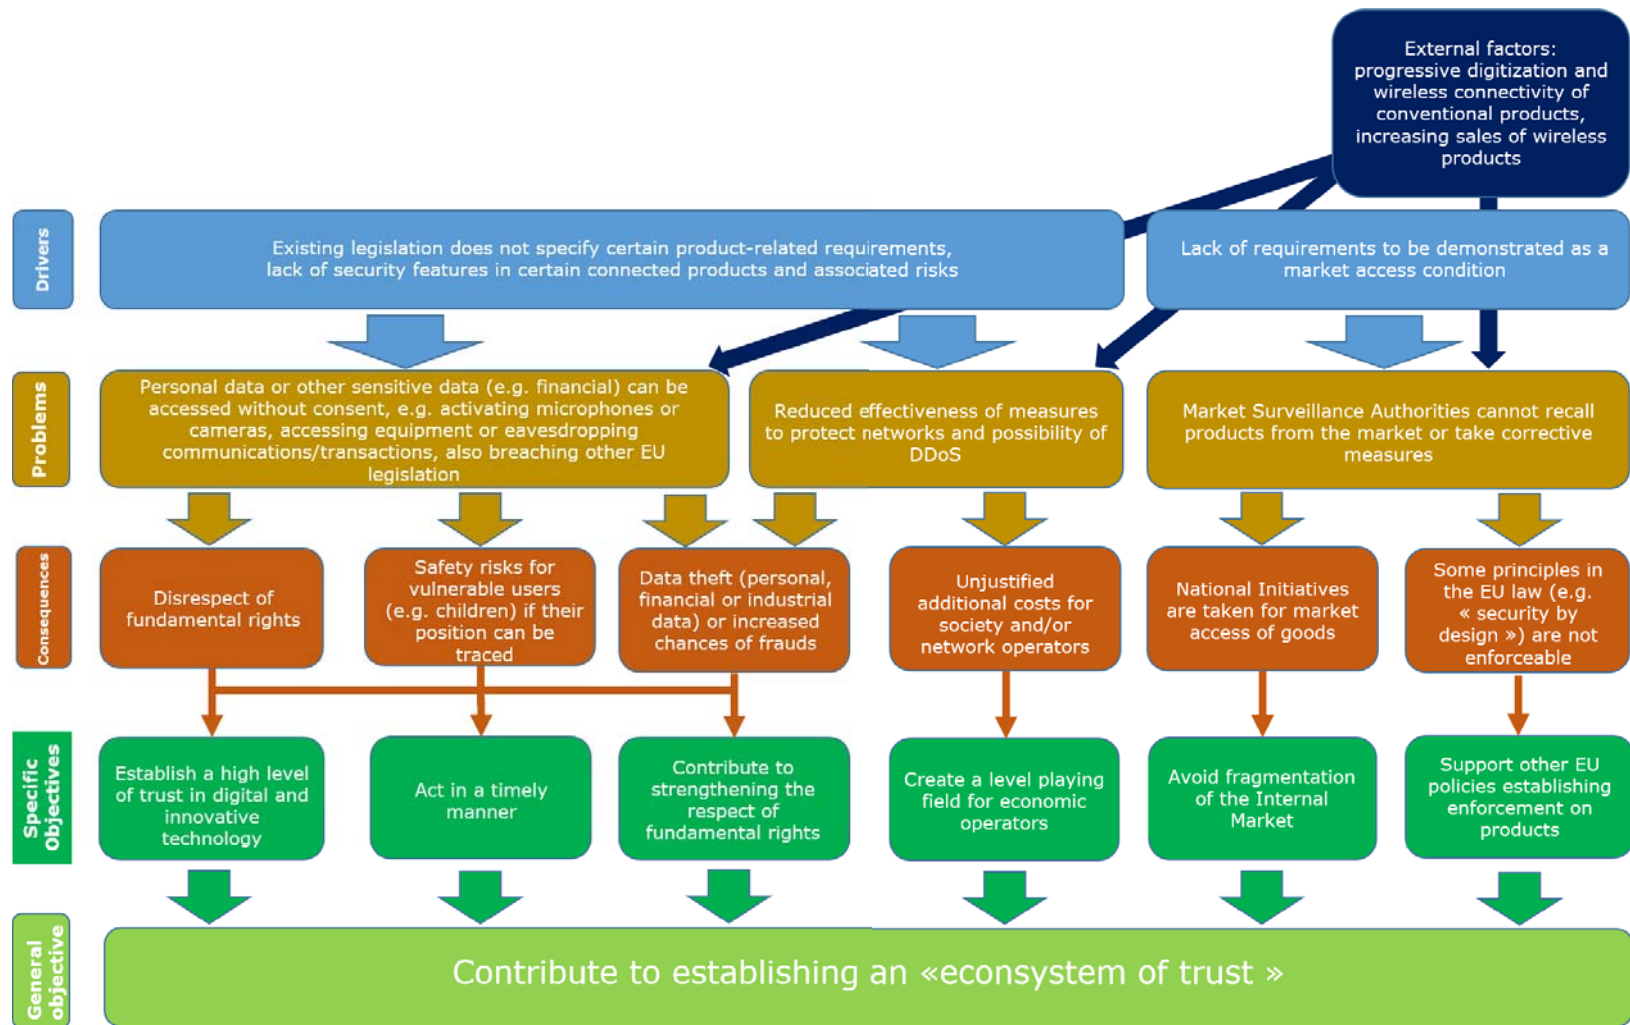 External factors:
progressive digitization and
wireless connectivity of
conventional products,
increasing sales of wireless
products
Drivers
Existing legislation does not specify certain product-related requirements,
lack of security features in certain connected products and associated risks
Lack of requirements to be demonstrated as a
market access condition
Problems
Personal data or other sensitive data (e.g. financial) can be
accessed without consent, e.g. activating microphones or
cameras, accessing equipment or eavesdropping
communications/transactions, also breaching other EU
legislation
Reduced effectiveness of measures
to protect networks and possibility of
DDoS
Market Surveillance Authorities cannot recall
products from the market or take corrective
measures
Consequences
Disrespect of
fundamental rights
Safety risks for
vulnerable users
(e.g. children) if their
position can be
traced
Data theft (personal,
financial or industrial
data) or increased
chances of frauds
Unjustified
additional costs for
society and/or
network operators
National Initiatives
are taken for market
access of goods
Some principles in
the EU law (e.g.
« security by
design ») are not
enforceable
Specific
Objectives
Establish a high level
of trust in digital and
innovative
technology
Act in a timely
manner
Contribute to
strengthening the
respect of
fundamental rights
Create a level playing
field for economic
operators
Avoid fragmentation
of the Internal
Market
Support other EU
policies establishing
enforcement on
products
General
objective
Contribute to establishing an «econsystem of trust »